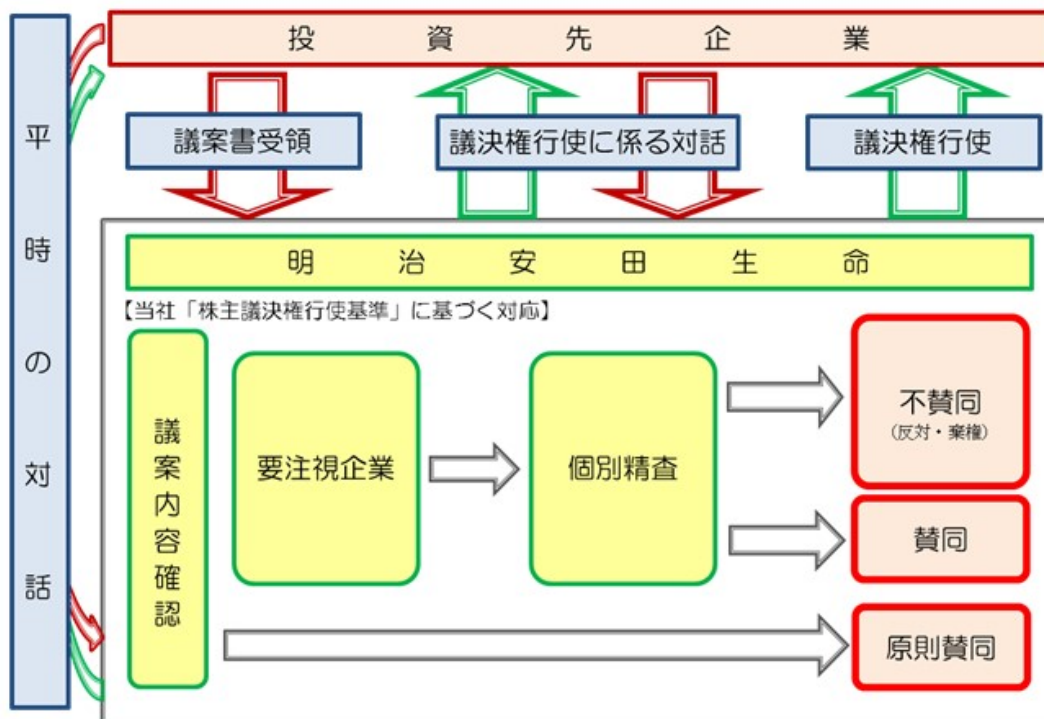 平時の対話
投資先企業
議案書受領
議決権行使に係る対話
議決権行使
明治安田生命
【当社「株主議決権行使基準」に基づく対応】
議案内容確認
要注視企業
個別精査
不賛同
(反対・棄権)
賛同
原則賛同